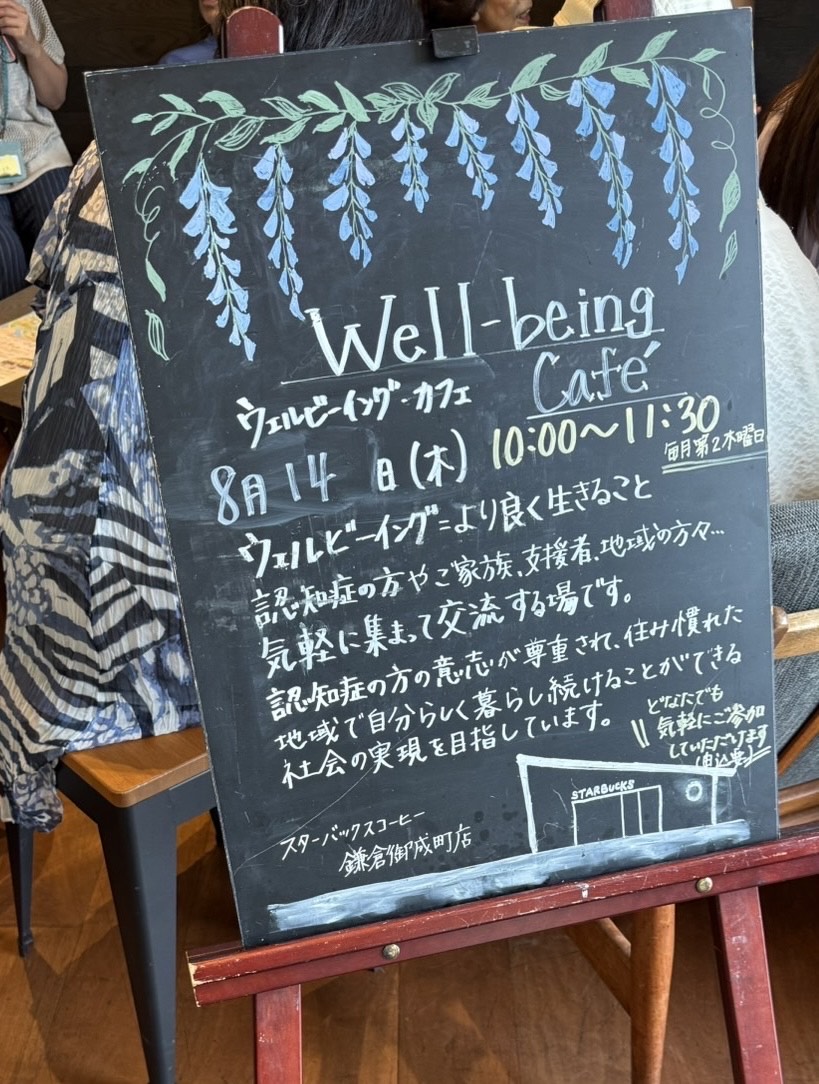 Well-being
Café
ウェルビーイング・カフェ
8月14日(木) 10:00〜11:30
毎月第2木曜日
ウェルビーイング=より良く生きること
認知症の方やご家族、支援者、地域の方々...
気軽に集まって交流する場です。
認知症の方の意志が尊重され、住み慣れた
地域で自分らしく暮らし続けることができる
社会の実現を目指しています。
どなたでも
気軽にご参加
していただけます
(申込要)
STARBUCKS
スターバックスコーヒー
鎌倉御成町店